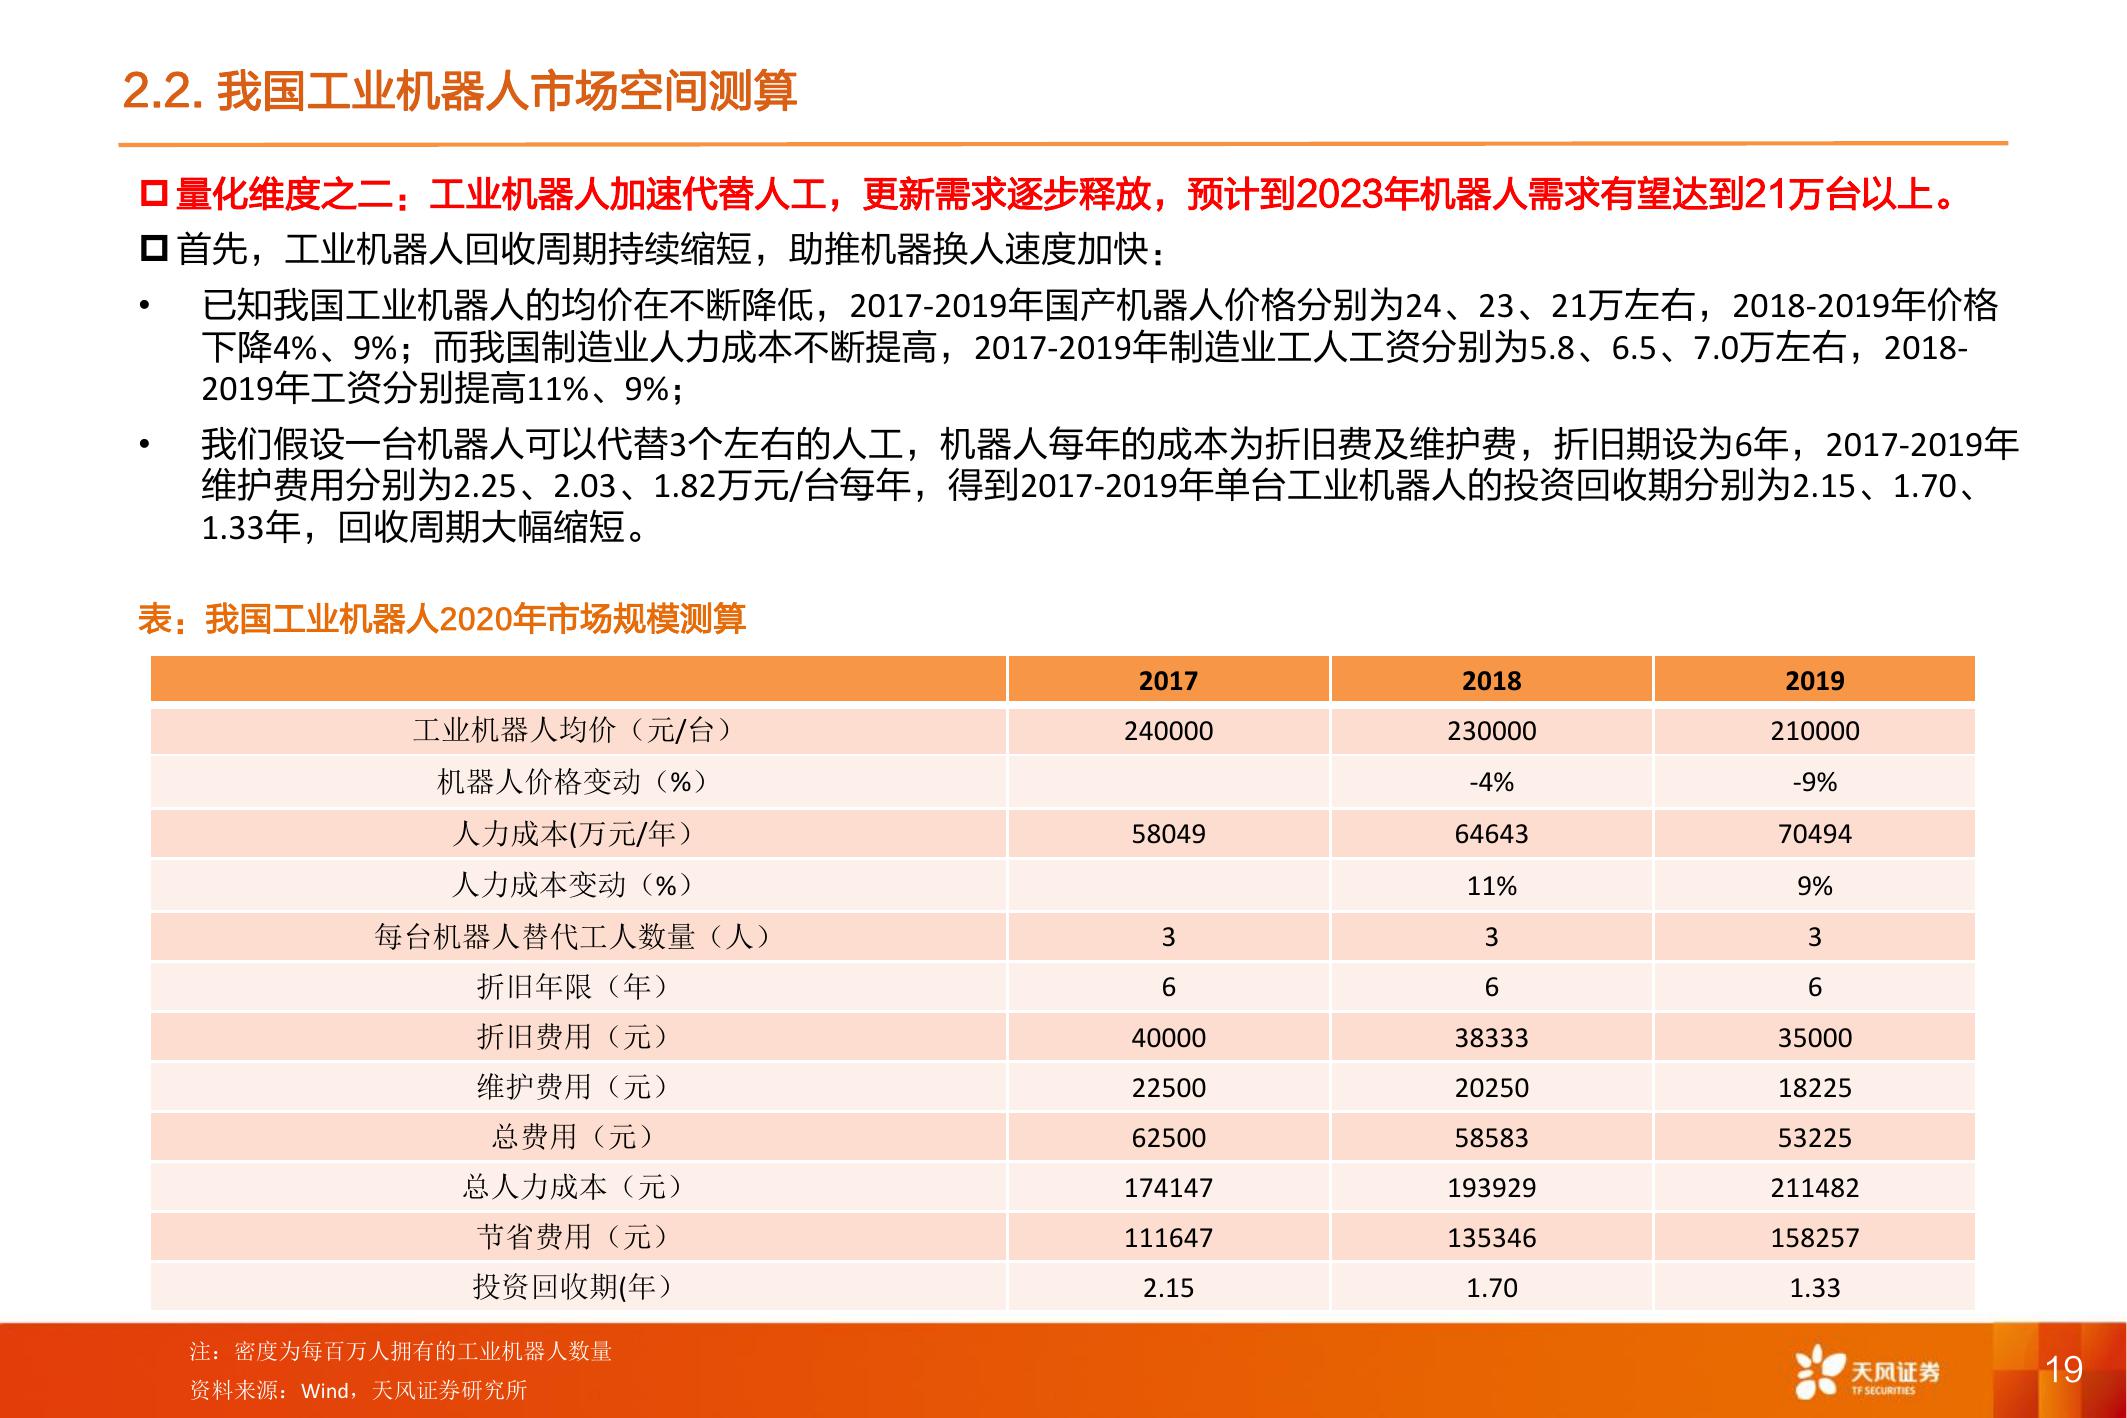 2.2. 我国工业机器人市场空间测算
量化维度之二：工业机器人加速代替人工，更新需求逐步释放，预计到2023年机器人需求有望达到21万台以上。
首先，工业机器人回收周期持续缩短，助推机器换人速度加快：
• 已知我国工业机器人的均价在不断降低，2017-2019年国产机器人价格分别为24、23、21万左右，2018-2019年价格
下降4%、9%；而我国制造业人力成本不断提高，2017-2019年制造业工人工资分别为5.8、6.5、7.0万左右，2018-
2019年工资分别提高11%、9%；
• 我们假设一台机器人可以代替3个左右的人工，机器人每年的成本为折旧费及维护费，折旧期设为6年，2017-2019年
维护费用分别为2.25、2.03、1.82万元/台每年，得到2017-2019年单台工业机器人的投资回收期分别为2.15、1.70、
1.33年，回收周期大幅缩短。
表：我国工业机器人2020年市场规模测算
2017 2018 2019
工业机器人均价（元/台） 240000 230000 210000
机器人价格变动（%） -4% -9%
人力成本(万元/年） 58049 64643 70494
人力成本变动（%） 11% 9%
每台机器人替代工人数量（人） 3 3 3
折旧年限（年） 6 6 6
折旧费用（元） 40000 38333 35000
维护费用（元） 22500 20250 18225
总费用（元） 62500 58583 53225
总人力成本（元） 174147 193929 211482
节省费用（元） 111647 135346 158257
投资回收期(年） 2.15 1.70 1.33
注：密度为每百万人拥有的工业机器人数量
资料来源：Wind，天风证券研究所
天风证券
TF SECURITIES
19